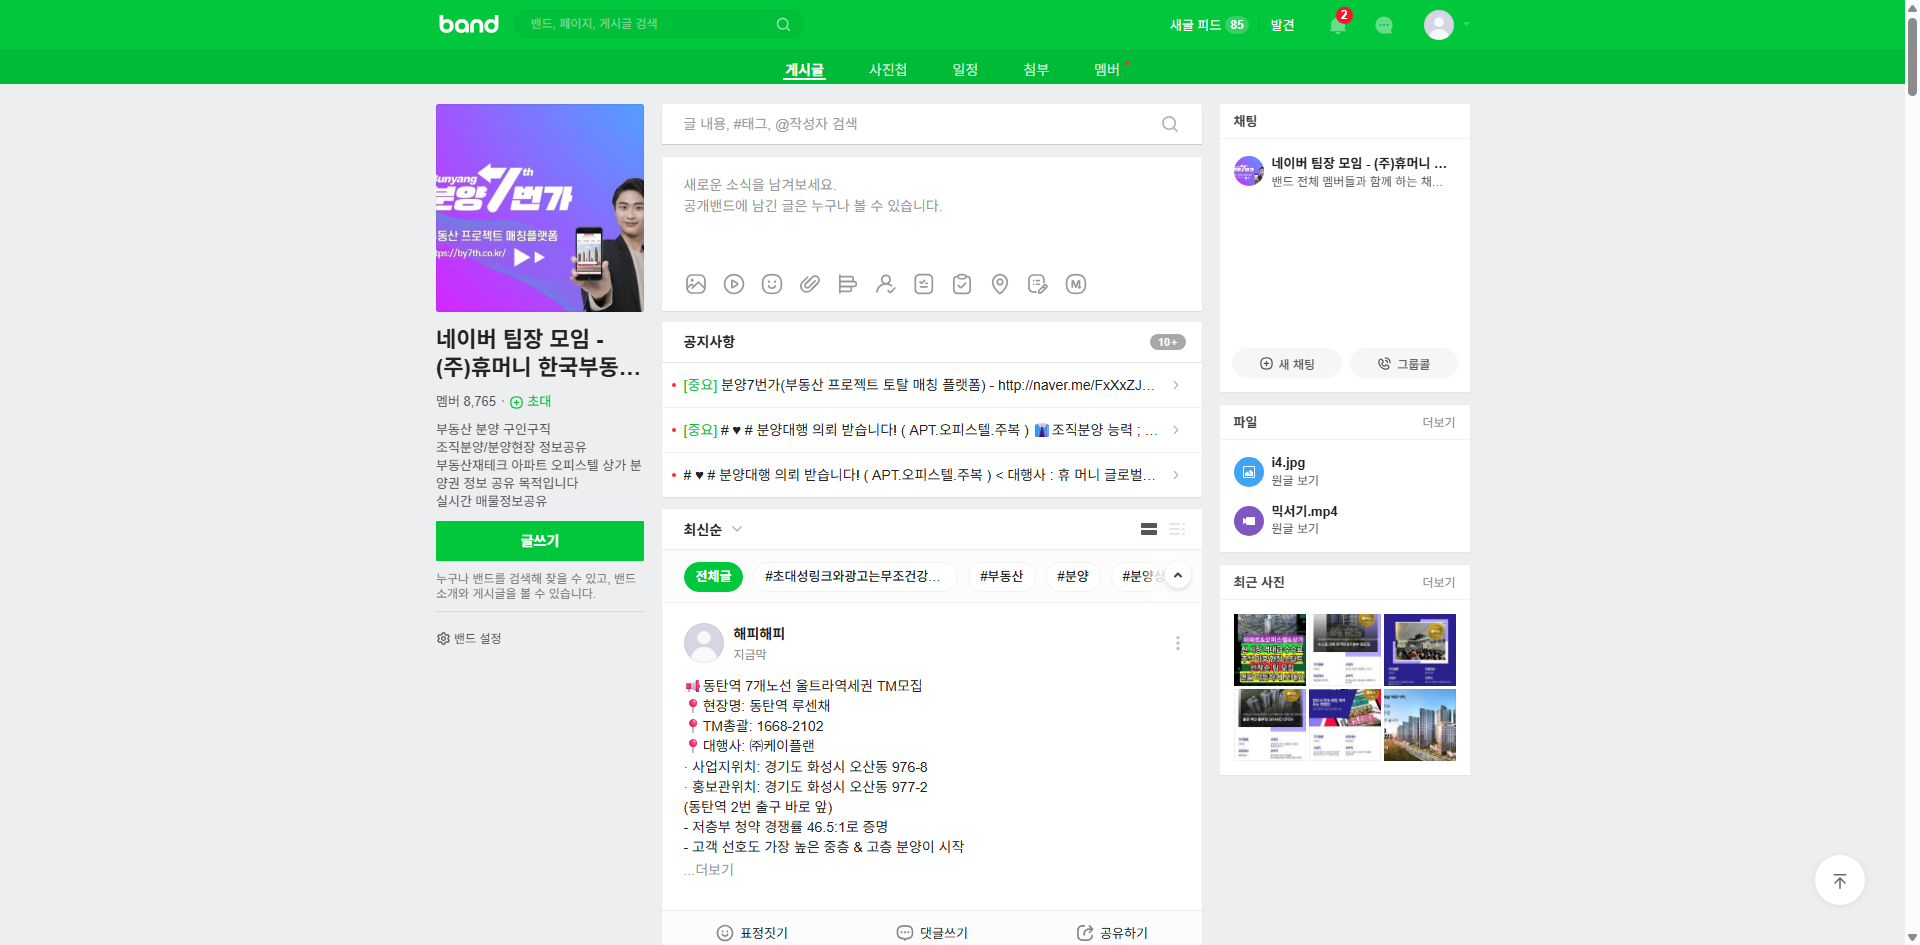 band
밴드, 페이지, 게시글 검색
새글 피드 85
발견
2
게시글
사진첩
일정
첨부
멤버
Bunyang 7th
분양7번가
부동산 프로젝트 매칭플랫폼
https://by7th.co.kr/
네이버 팀장 모임 -
(주)휴머니 한국부동...
멤버 8,765 · 초대
부동산 분양 구인구직
조직분양/분양현장 정보공유
부동산재테크 아파트 오피스텔 상가 분
양권 정보 공유 목적입니다
실시간 매물정보공유
글쓰기
누구나 밴드를 검색해 찾을 수 있고, 밴드
소개와 게시글을 볼 수 있습니다.
밴드 설정
글 내용, #태그, @작성자 검색
새로운 소식을 남겨보세요.
공개밴드에 남긴 글은 누구나 볼 수 있습니다.
공지사항
10+
[중요] 분양7번가(부동산 프로젝트 토탈 매칭 플랫폼) - http://naver.me/FxXxZJ...
[중요] # ♥ # 분양대행 의뢰 받습니다! ( APT.오피스텔.주복 ) 👔 조직분양 능력 ; ...
# ♥ # 분양대행 의뢰 받습니다! ( APT.오피스텔.주복 ) < 대행사 : 휴 머니 글로벌...
최신순
전체글
#초대성링크와광고는무조건강...
#부동산
#분양
#분양상
해피해피
지금막
동탄역 7개노선 울트라역세권 TM모집
📍 현장명: 동탄역 루센채
📍 TM총괄: 1668-2102
📍 대행사: ㈜케이플랜
· 사업지위치: 경기도 화성시 오산동 976-8
· 홍보관위치: 경기도 화성시 오산동 977-2
(동탄역 2번 출구 바로 앞)
- 저층부 청약 경쟁률 46.5:1로 증명
- 고객 선호도 가장 높은 중층 & 고층 분양이 시작
...더보기
표정짓기
댓글쓰기
공유하기
채팅
네이버 팀장 모임 - (주)휴머니 ...
밴드 전체 멤버들과 함께 하는 채...
새 채팅
그룹콜
파일
더보기
i4.jpg
원글 보기
믹서기.mp4
원글 보기
최근 사진
더보기